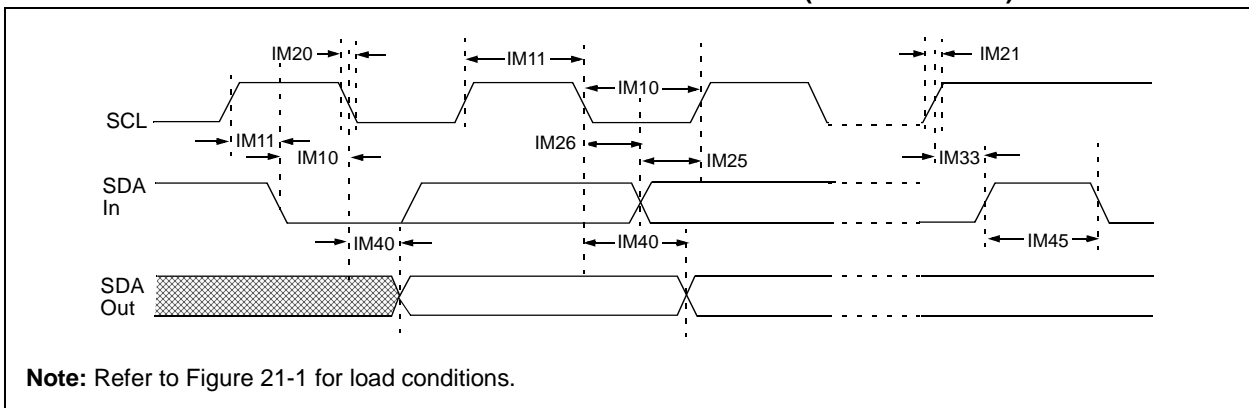 IM20 IM11 IM21
IM10
SCL
IM11 IM26
IM10 IM25 IM33
SDA
In
IM40 IM40 IM45
SDA
Out
Note: Refer to Figure 21-1 for load conditions.